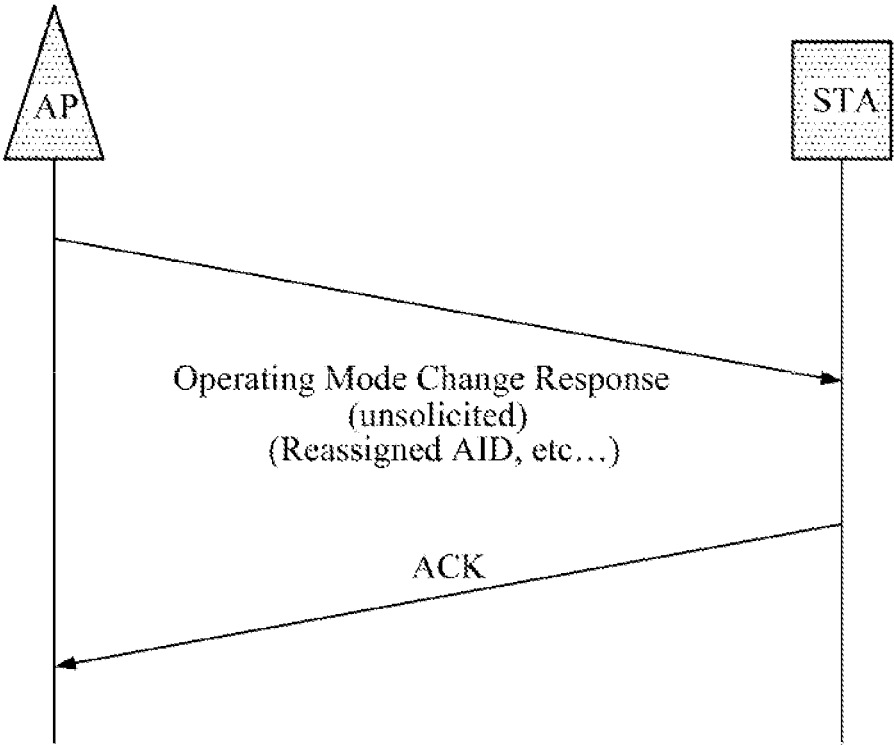 AP
STA
Operating Mode Change Response
(unsolicited)
(Reassigned AID, etc…)
ACK